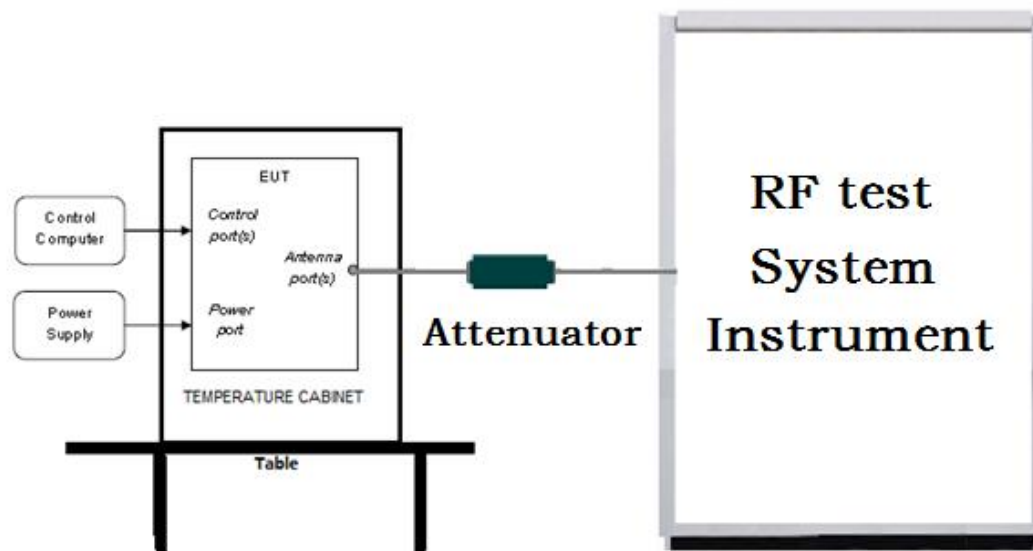 Control
Computer
Power
Supply
EUT
Control
port(s)
Antenna
port(s)
Power
port
TEMPERATURE CABINET
Table
Attenuator
RF test
System
Instrument